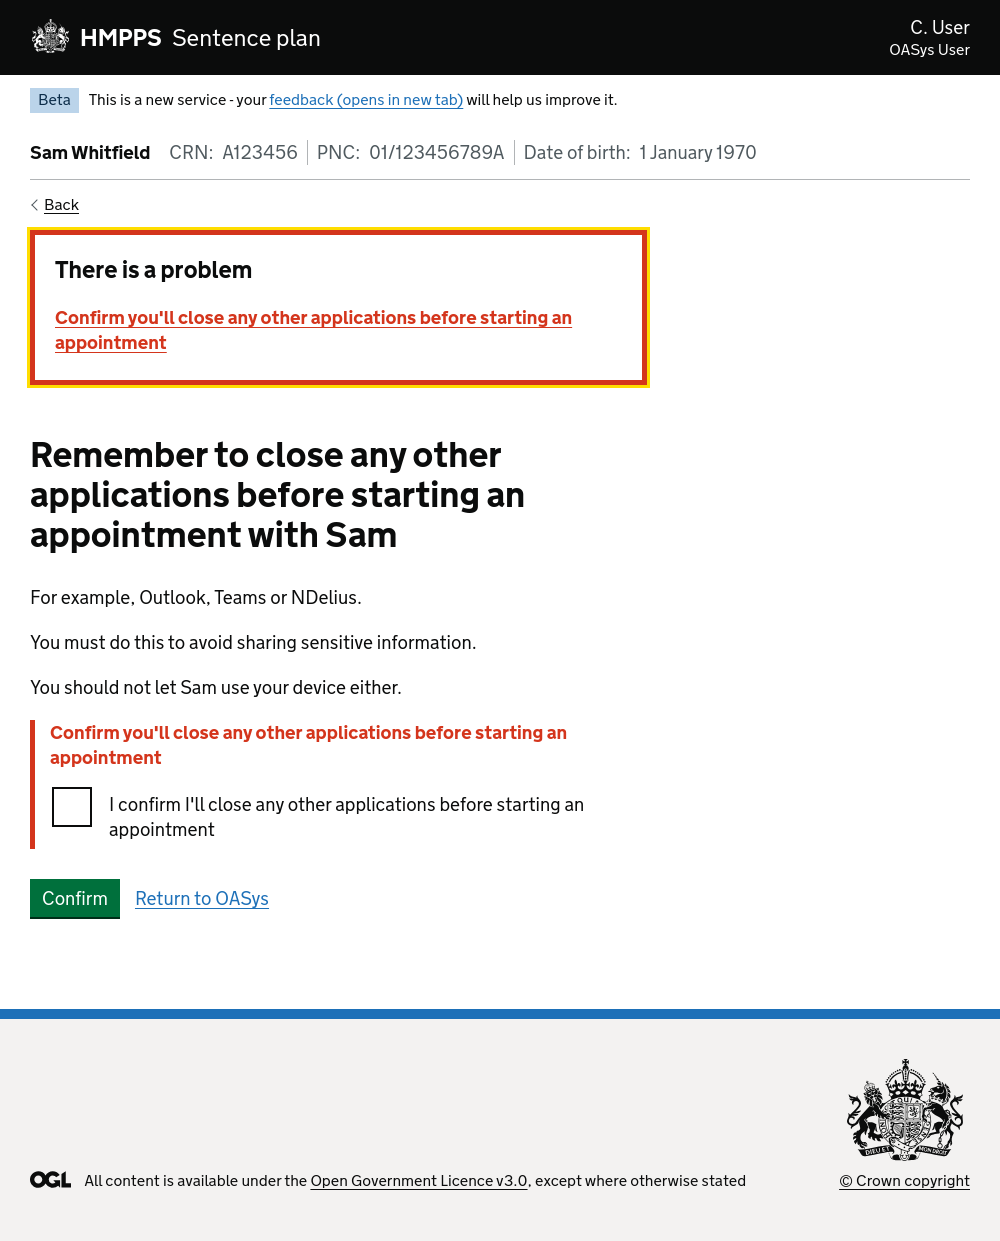 HMPPS Sentence plan
C. User
OASys User
Beta This is a new service - your feedback (opens in new tab) will help us improve it.
Sam Whitfield CRN: A123456 PNC: 01/123456789A Date of birth: 1 January 1970
Back
There is a problem
Confirm you'll close any other applications before starting an
appointment
Remember to close any other
applications before starting an
appointment with Sam
For example, Outlook, Teams or NDelius.
You must do this to avoid sharing sensitive information.
You should not let Sam use your device either.
Confirm you'll close any other applications before starting an
appointment
I confirm I'll close any other applications before starting an
appointment
Confirm Return to OASys
DIEU ET MON DROIT
OGL All content is available under the Open Government Licence v3.0, except where otherwise stated
© Crown copyright